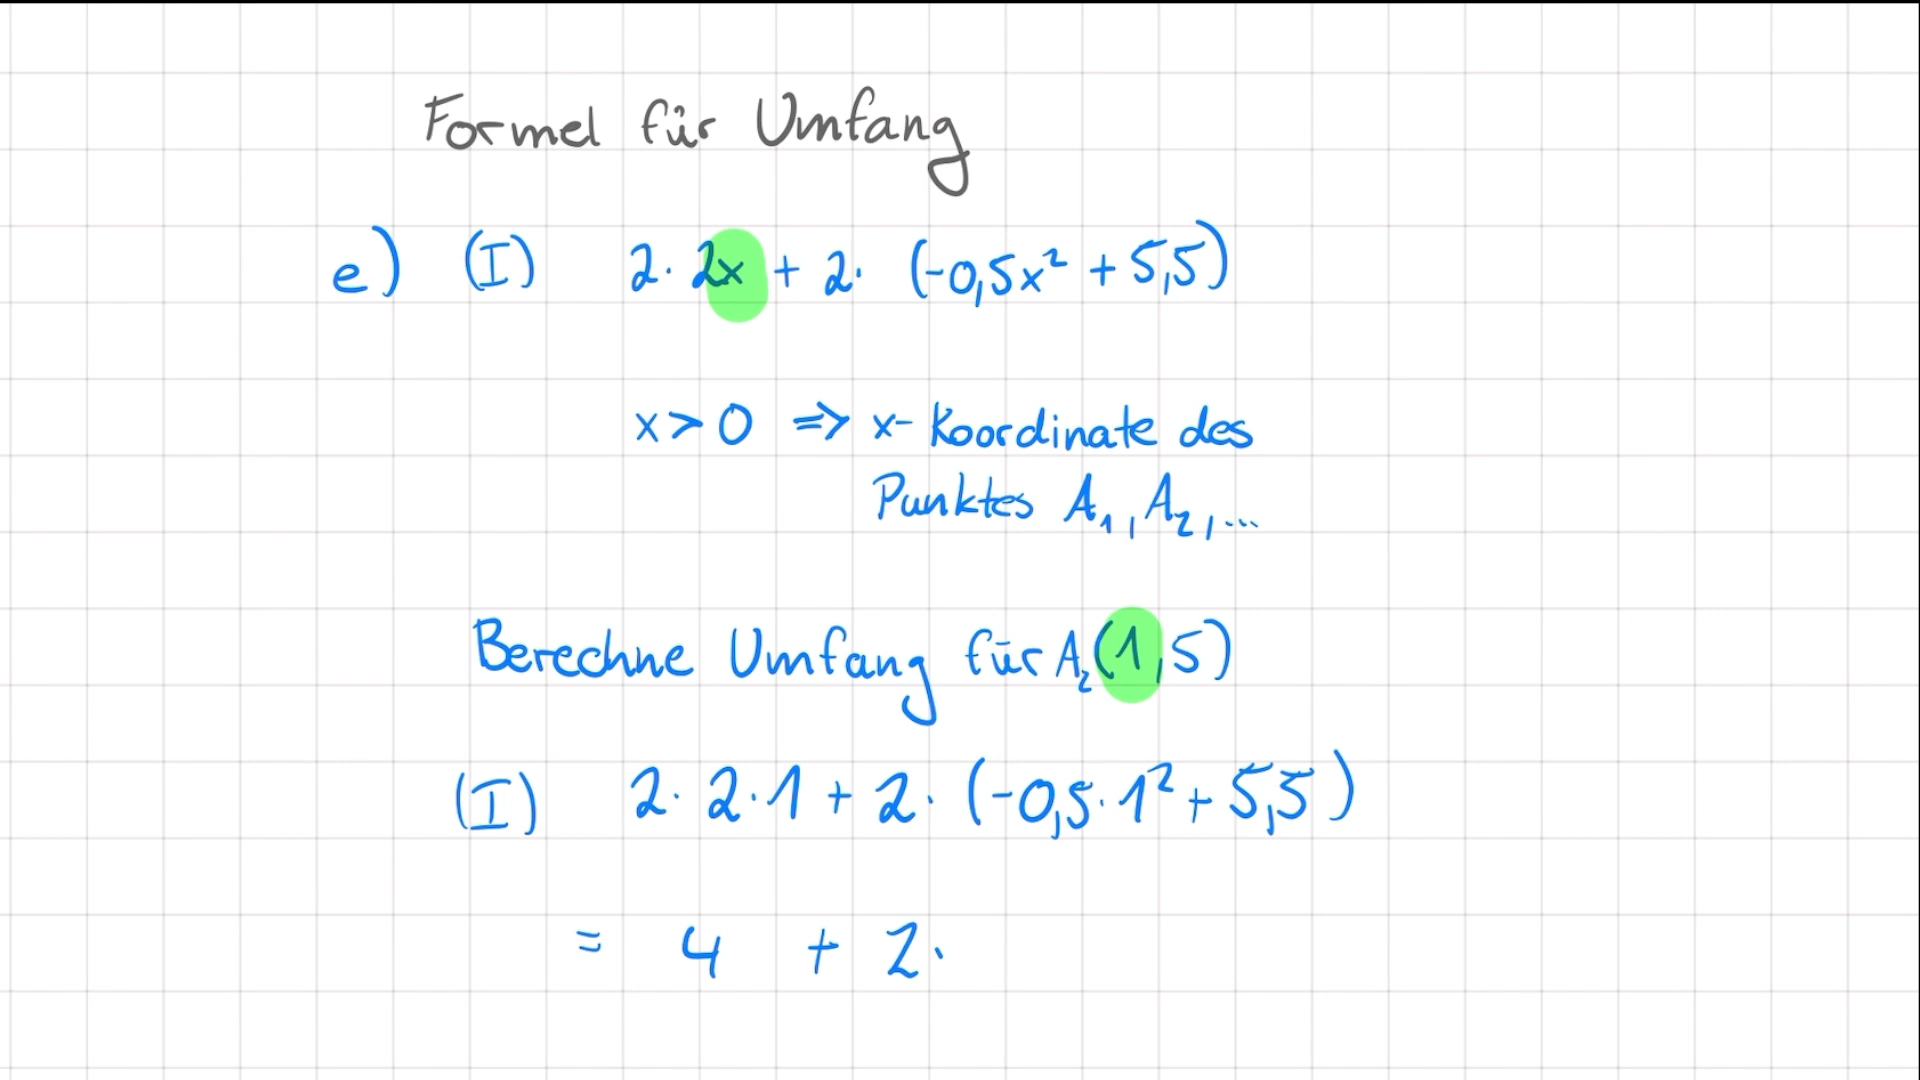 Formel für Umfang
e) (I) 2· 2x + 2· (-0,5x² + 5,5)
x > 0 => x- Koordinate des
Punktes A₁, A₂, ...
Berechne Umfang für A₂(1,5)
(I) 2· 2·1 + 2· (-0,5·1² + 5,5)
= 4 + 2·